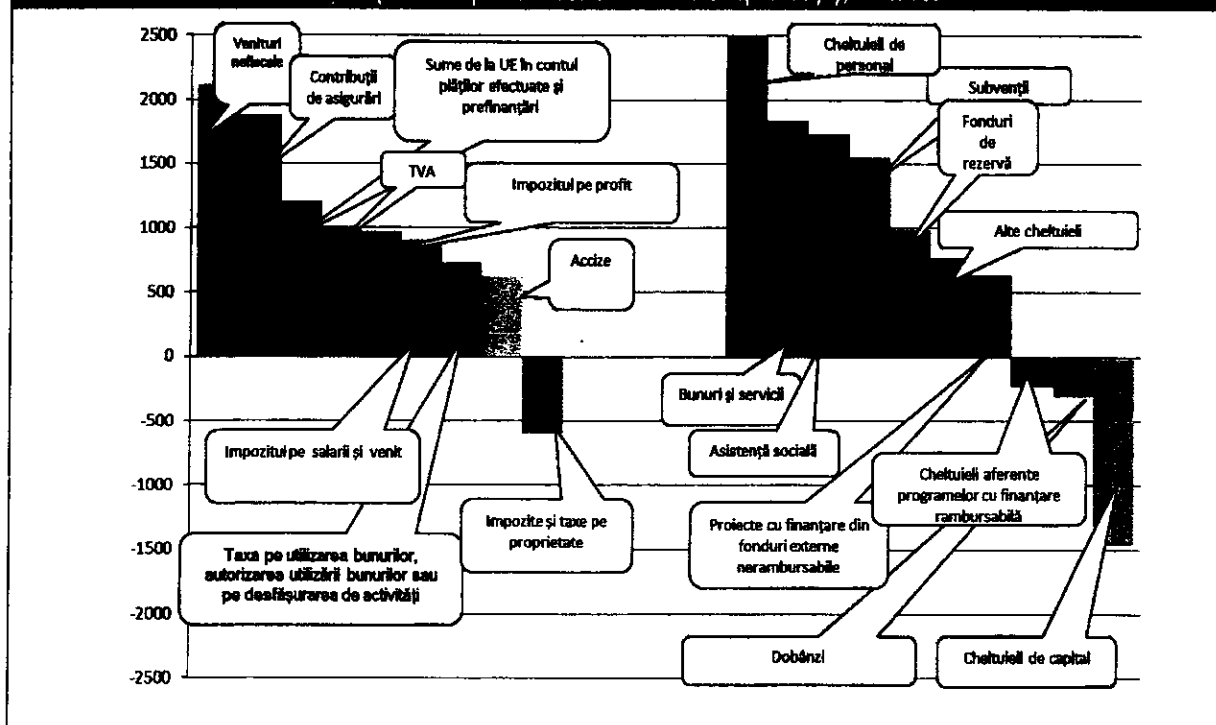 2500
2000
1500
1000
500
0
-500
-1000
-1500
-2000
-2500
Venituri
nefiscale
Contribuții
de asigurări
Sume de la UE în contul
plăților efectuate și
prefinanțări
TVA
Impozitul pe profit
Accize
Impozitul pe salarii și venit
Taxa pe utilizarea bunurilor,
autorizarea utilizării bunurilor sau
pe desfășurarea de activități
Impozite și taxe pe
proprietate
Cheltuieli de
personal
Subvenții
Fonduri
de
rezervă
Alte cheltuieli
Bunuri și servicii
Asistență socială
Proiecte cu finanțare din
fonduri externe
nerambursabile
Cheltuieli aferente
programelor cu finanțare
rambursabilă
Dobânzi
Cheltuieli de capital